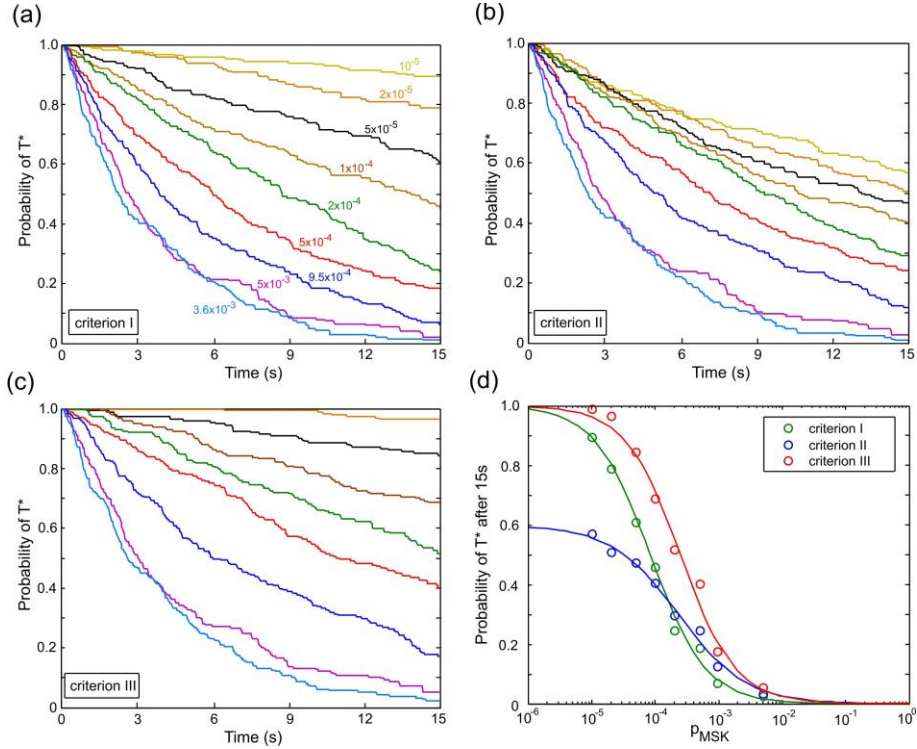 (a)
(b)
1.0
0.8
0.6
0.4
0.2
0
Probability of T*
10⁻⁵
2x10⁻⁵
5x10⁻⁵
1x10⁻⁴
2x10⁻⁴
5x10⁻⁴
9.5x10⁻⁴
5x10⁻³
3.6x10⁻³
criterion I
0 3 6 9 12 15
Time (s)
1.0
0.8
0.6
0.4
0.2
0
Probability of T*
criterion II
0 3 6 9 12 15
Time (s)
(c)
(d)
1.0
0.8
0.6
0.4
0.2
0
Probability of T*
criterion III
0 3 6 9 12 15
Time (s)
1.0
0.8
0.6
0.4
0.2
0
Probability of T* after 15s
criterion I
criterion II
criterion III
10⁻⁶ 10⁻⁵ 10⁻⁴ 10⁻³ 10⁻² 10⁻¹ 10⁰
pMSK